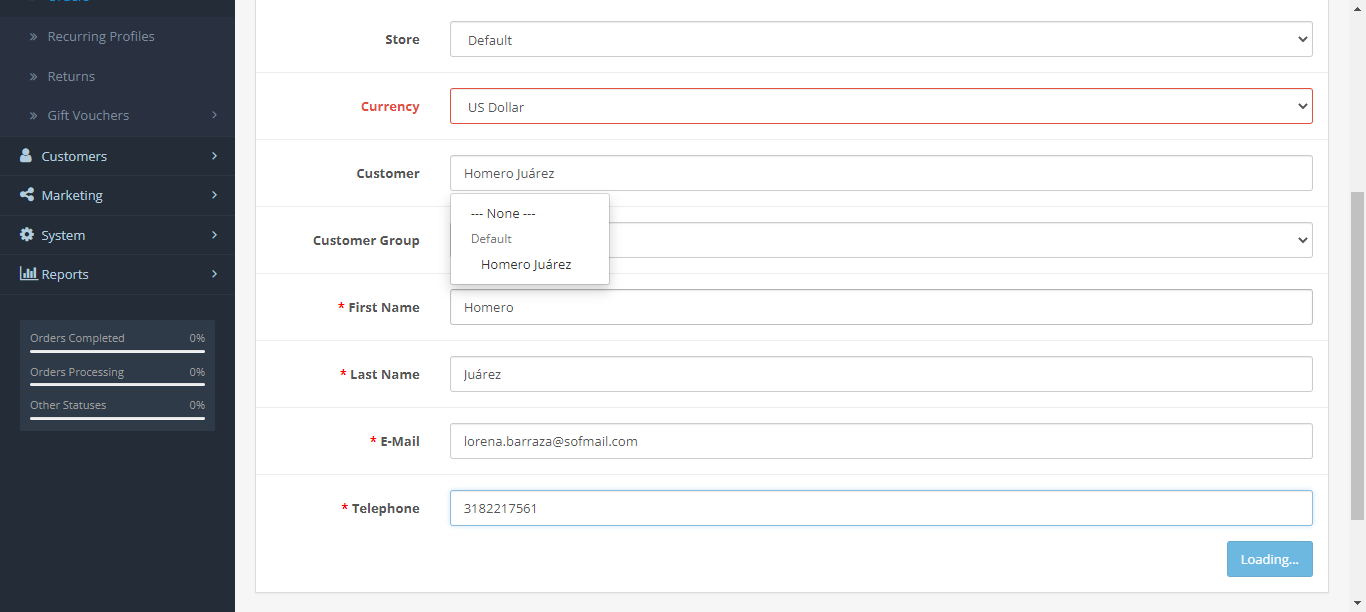 Orders
Recurring Profiles
Returns
Gift Vouchers
Customers
Marketing
System
Reports
Orders Completed 0%
Orders Processing 0%
Other Statuses 0%
Store Default
Currency US Dollar
Customer Homero Juárez
--- None ---
Default
Homero Juárez
Customer Group
* First Name Homero
* Last Name Juárez
* E-Mail lorena.barraza@sofmail.com
* Telephone 3182217561
Loading...